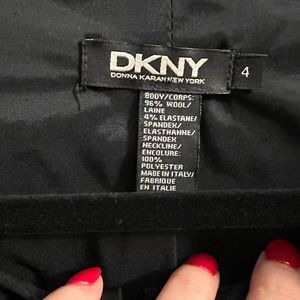 DKNY
DONNA KARAN NEW YORK
4
BODY/CORPS:
96% WOOL/
LAINE
4% ELASTANE/
SPANDEX/
ELASTHANNE/
SPANDEX
NECKLINE/
ENCOLURE:
100%
POLYESTER
MADE IN ITALY/
FABRIQUE
EN ITALIE